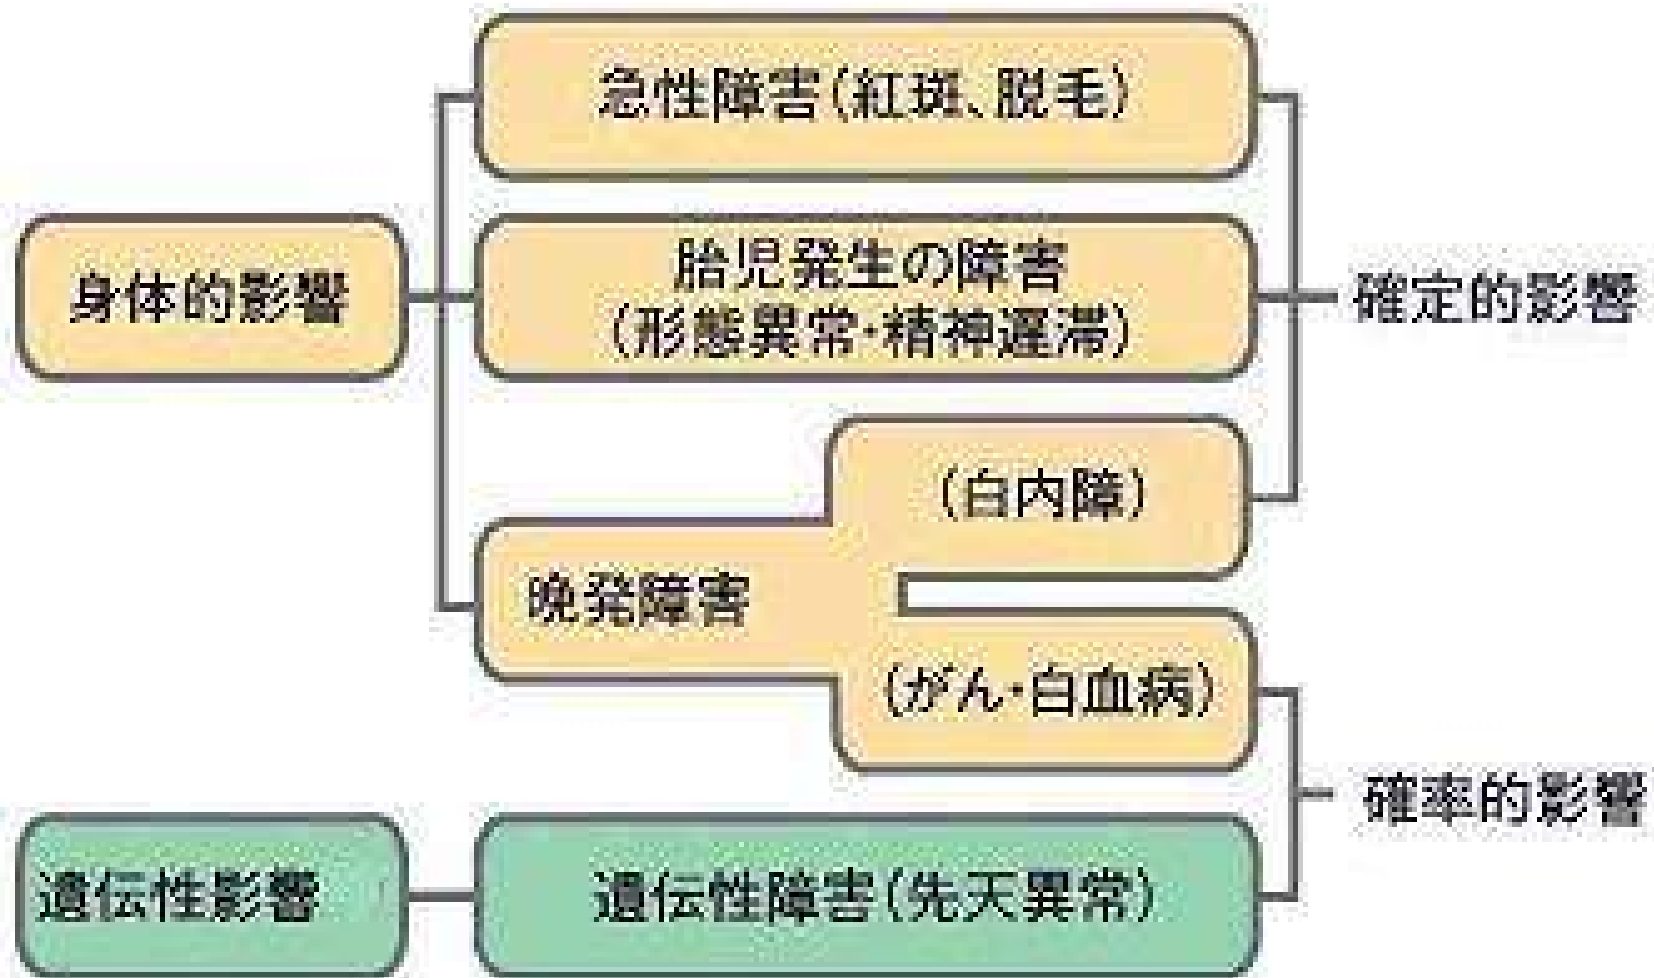 急性障害(紅斑、脱毛)
身体的影響
胎児発生の障害
(形態異常・精神遅滞)
確定的影響
(白内障)
晩発障害
(がん・白血病)
確率的影響
遺伝性影響
遺伝性障害(先天異常)